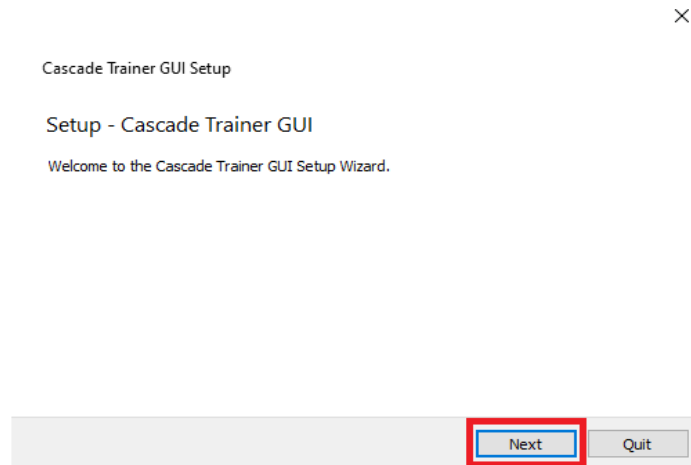 Cascade Trainer GUI Setup
Setup - Cascade Trainer GUI
Welcome to the Cascade Trainer GUI Setup Wizard.
Next Quit